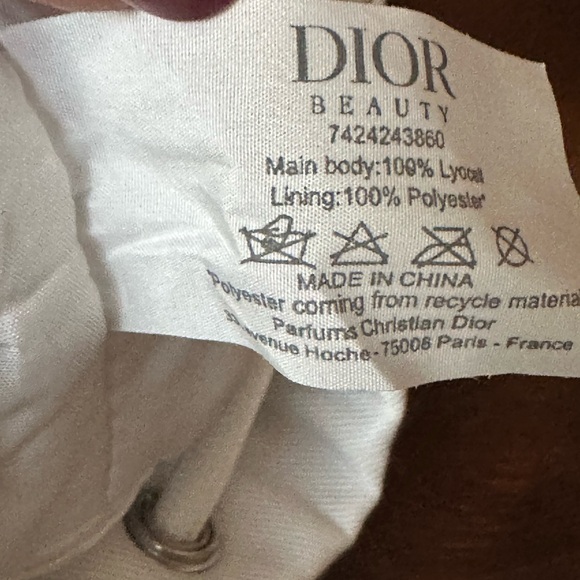 DIOR
BEAUTY
7424243860
Main body:100% Lyocell
Lining:100% Polyester
MADE IN CHINA
Polyester coming from recycle material
Parfums Christian Dior
33 avenue Hoche-75008 Paris - France